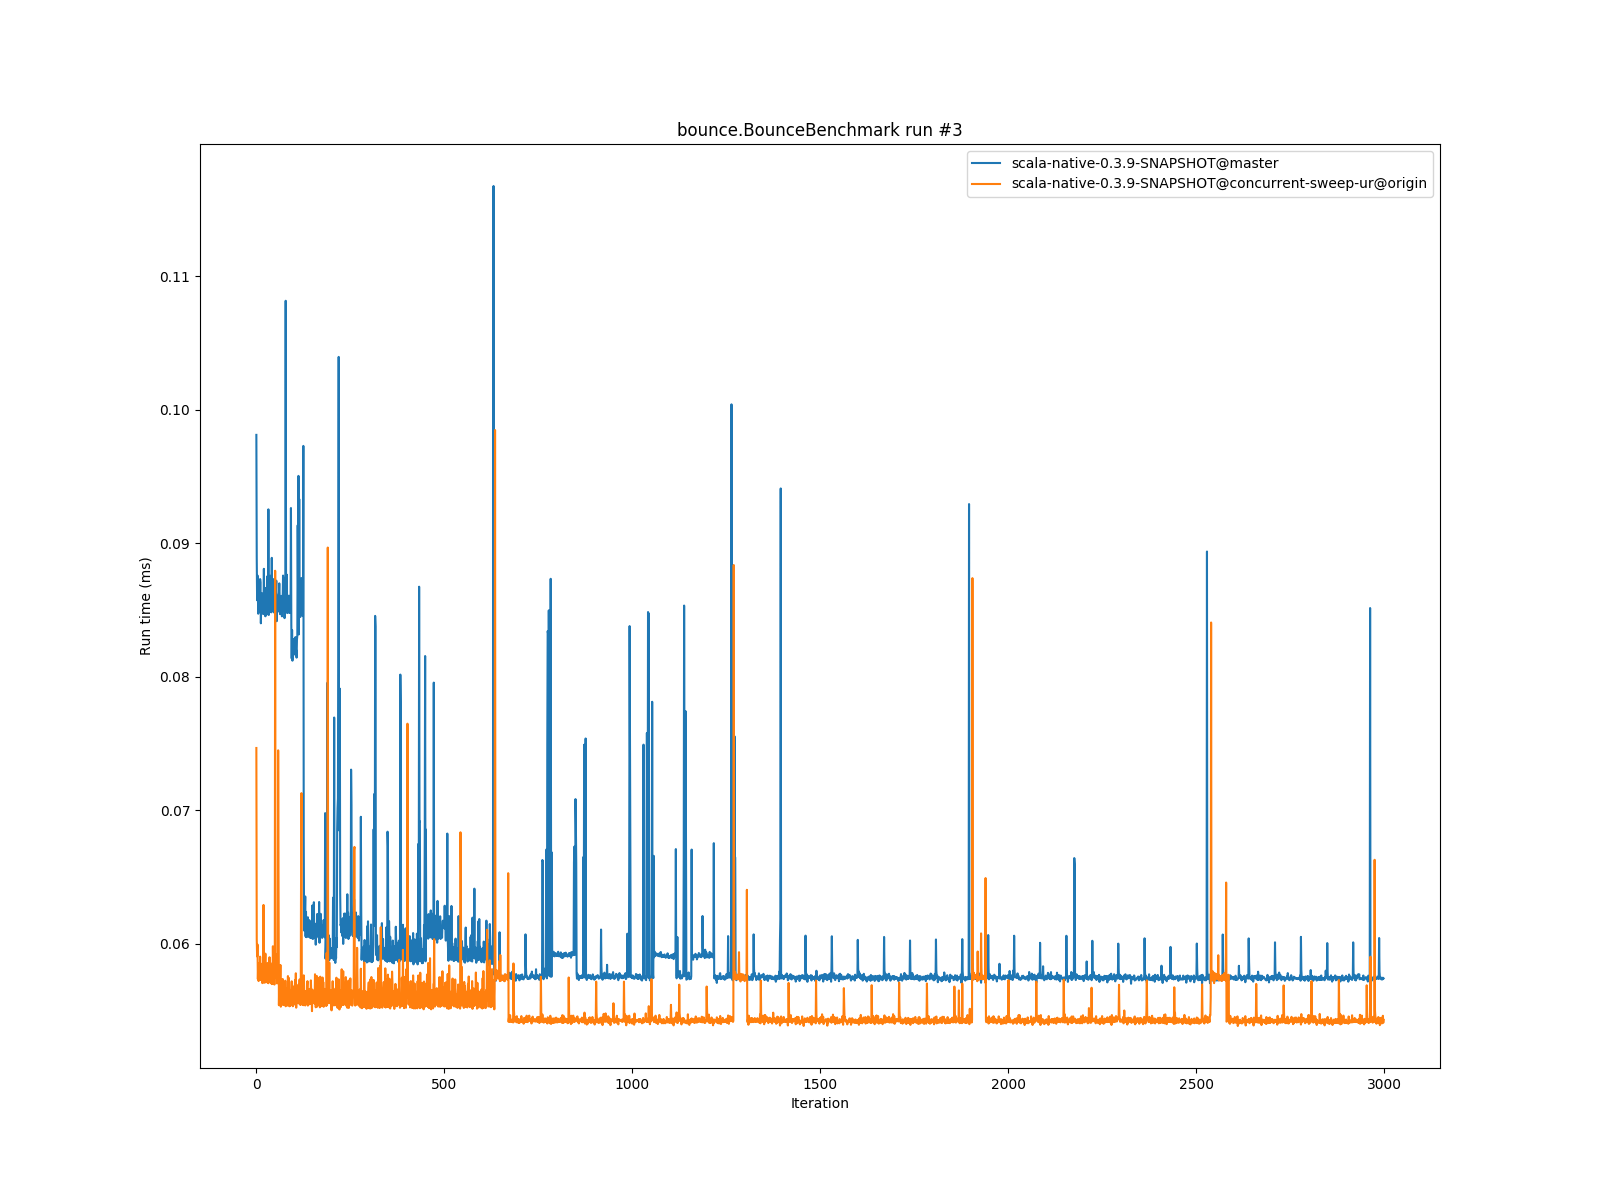 bounce.BounceBenchmark run #3
scala-native-0.3.9-SNAPSHOT@master
scala-native-0.3.9-SNAPSHOT@concurrent-sweep-ur@origin
Run time (ms)
0.11
0.10
0.09
0.08
0.07
0.06
0 500 1000 1500 2000 2500 3000
Iteration